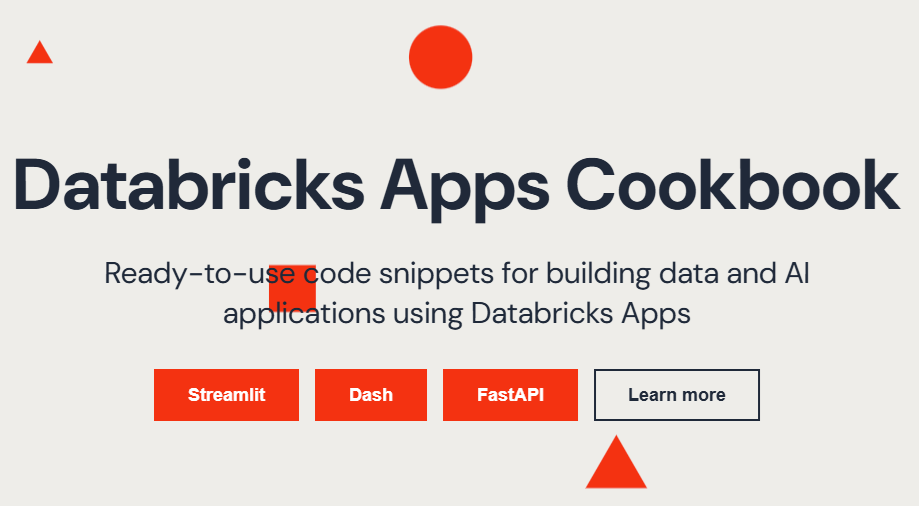 Databricks Apps Cookbook
Ready-to-use code snippets for building data and AI
applications using Databricks Apps
Streamlit
Dash
FastAPI
Learn more